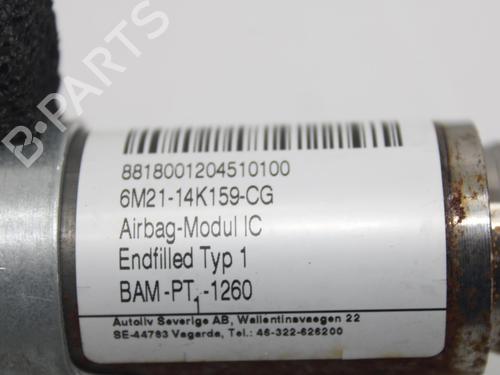 B-PARTS
8818001204510100
6M21-14K159-CG
Airbag-Modul IC
Endfilled Typ 1
BAM-PT1-1260
Autoliv Sverige AB, Wallentinsvaegen 22
SE-44783 Vagarda, Tel.: 46-322-626200